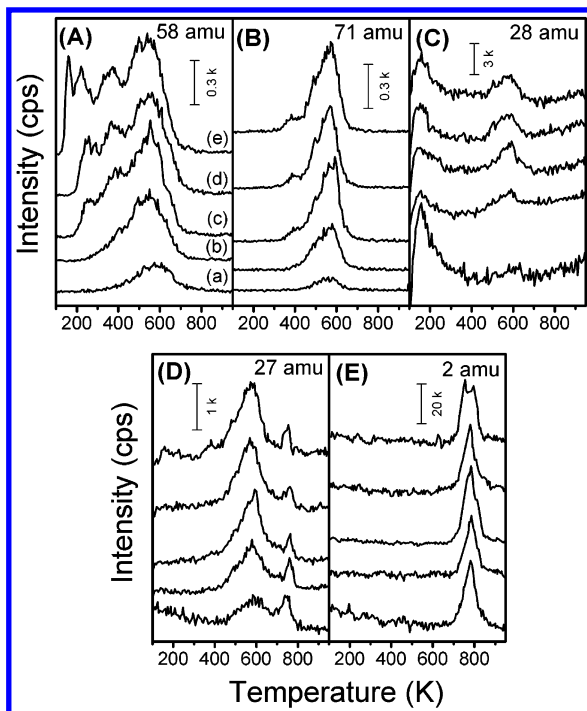 (A) 58 amu
0.3 k
(e)
(d)
(c)
(b)
(a)
(B) 71 amu
0.3 k
(C) 28 amu
3 k
Intensity (cps)
200 400 600 800
200 400 600 800
200 400 600 800
(D) 27 amu
1 k
(E) 2 amu
20 k
Intensity (cps)
200 400 600 800
200 400 600 800
Temperature (K)